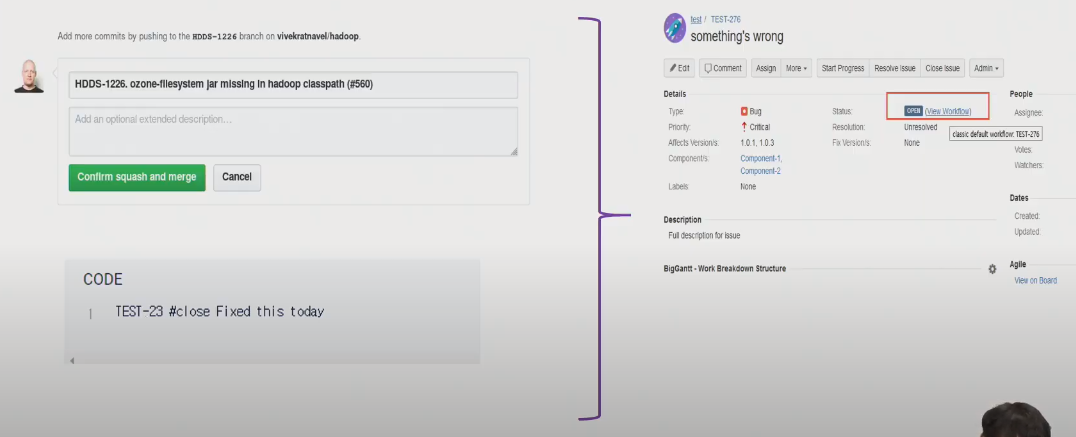 Add more commits by pushing to the HDDS-1226 branch on vivekratnavel/hadoop.
HDDS-1226. ozone-filesystem jar missing in hadoop classpath (#560)
Add an optional extended description...
Confirm squash and merge
Cancel
CODE
1 TEST-23 #close Fixed this today
test / TEST-276
something's wrong
Edit Comment Assign More Start Progress Resolve Issue Close Issue Admin
Details
Type: Bug
Priority: Critical
Affects Version/s: 1.0.1, 1.0.3
Component/s: Component-1,
Component-2
Labels: None
Status: OPEN (View Workflow)
Resolution: Unresolved
Fix Version/s: None
classic default workflow: TEST-276
Description
Full description for issue
BigGantt - Work Breakdown Structure
People
Assignee:
Votes:
Watchers:
Dates
Created:
Updated:
Agile
View on Board